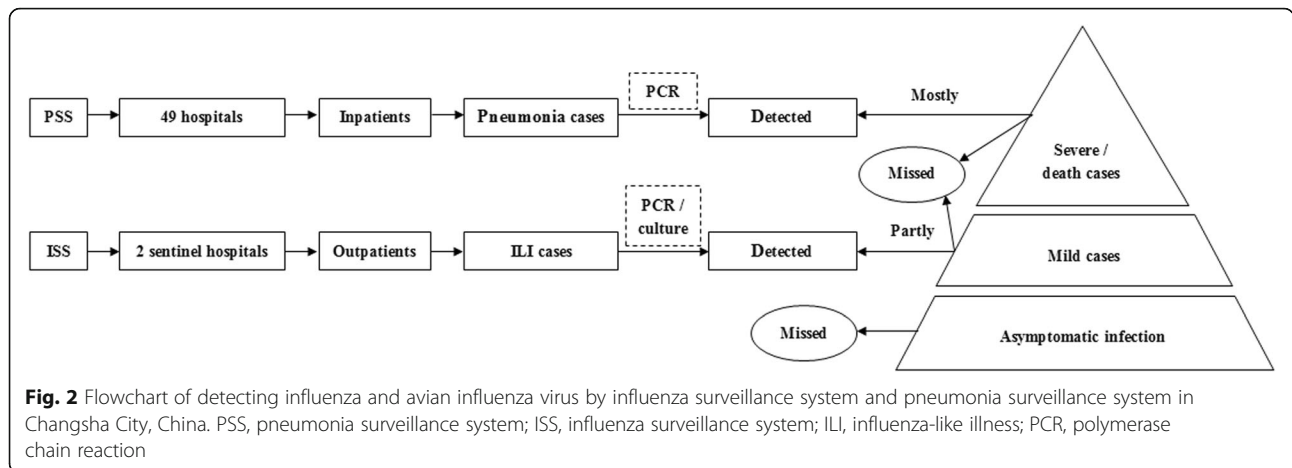 PCR
PSS
49 hospitals
Inpatients
Pneumonia cases
Detected
Mostly
Severe /
death cases
Missed
PCR /
culture
ISS
2 sentinel hospitals
Outpatients
ILI cases
Detected
Partly
Mild cases
Missed
Asymptomatic infection
Fig. 2 Flowchart of detecting influenza and avian influenza virus by influenza surveillance system and pneumonia surveillance system in
Changsha City, China. PSS, pneumonia surveillance system; ISS, influenza surveillance system; ILI, influenza-like illness; PCR, polymerase
chain reaction